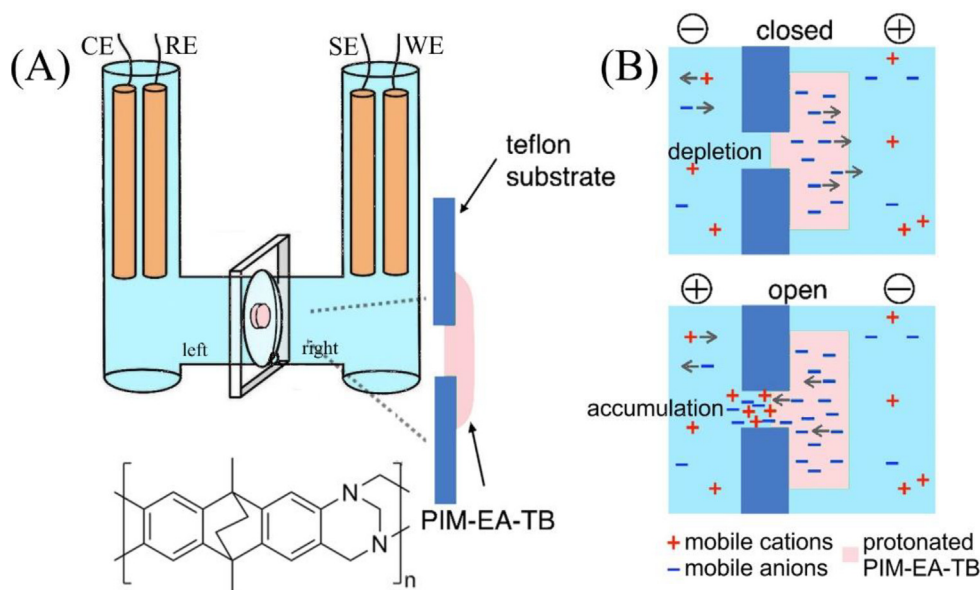 (A)
CE RE
SE WE
teflon
substrate
left
right
PIM-EA-TB
N
N
n
(B)
− closed +
depletion
+ open −
accumulation
+ mobile cations
− mobile anions
protonated
PIM-EA-TB